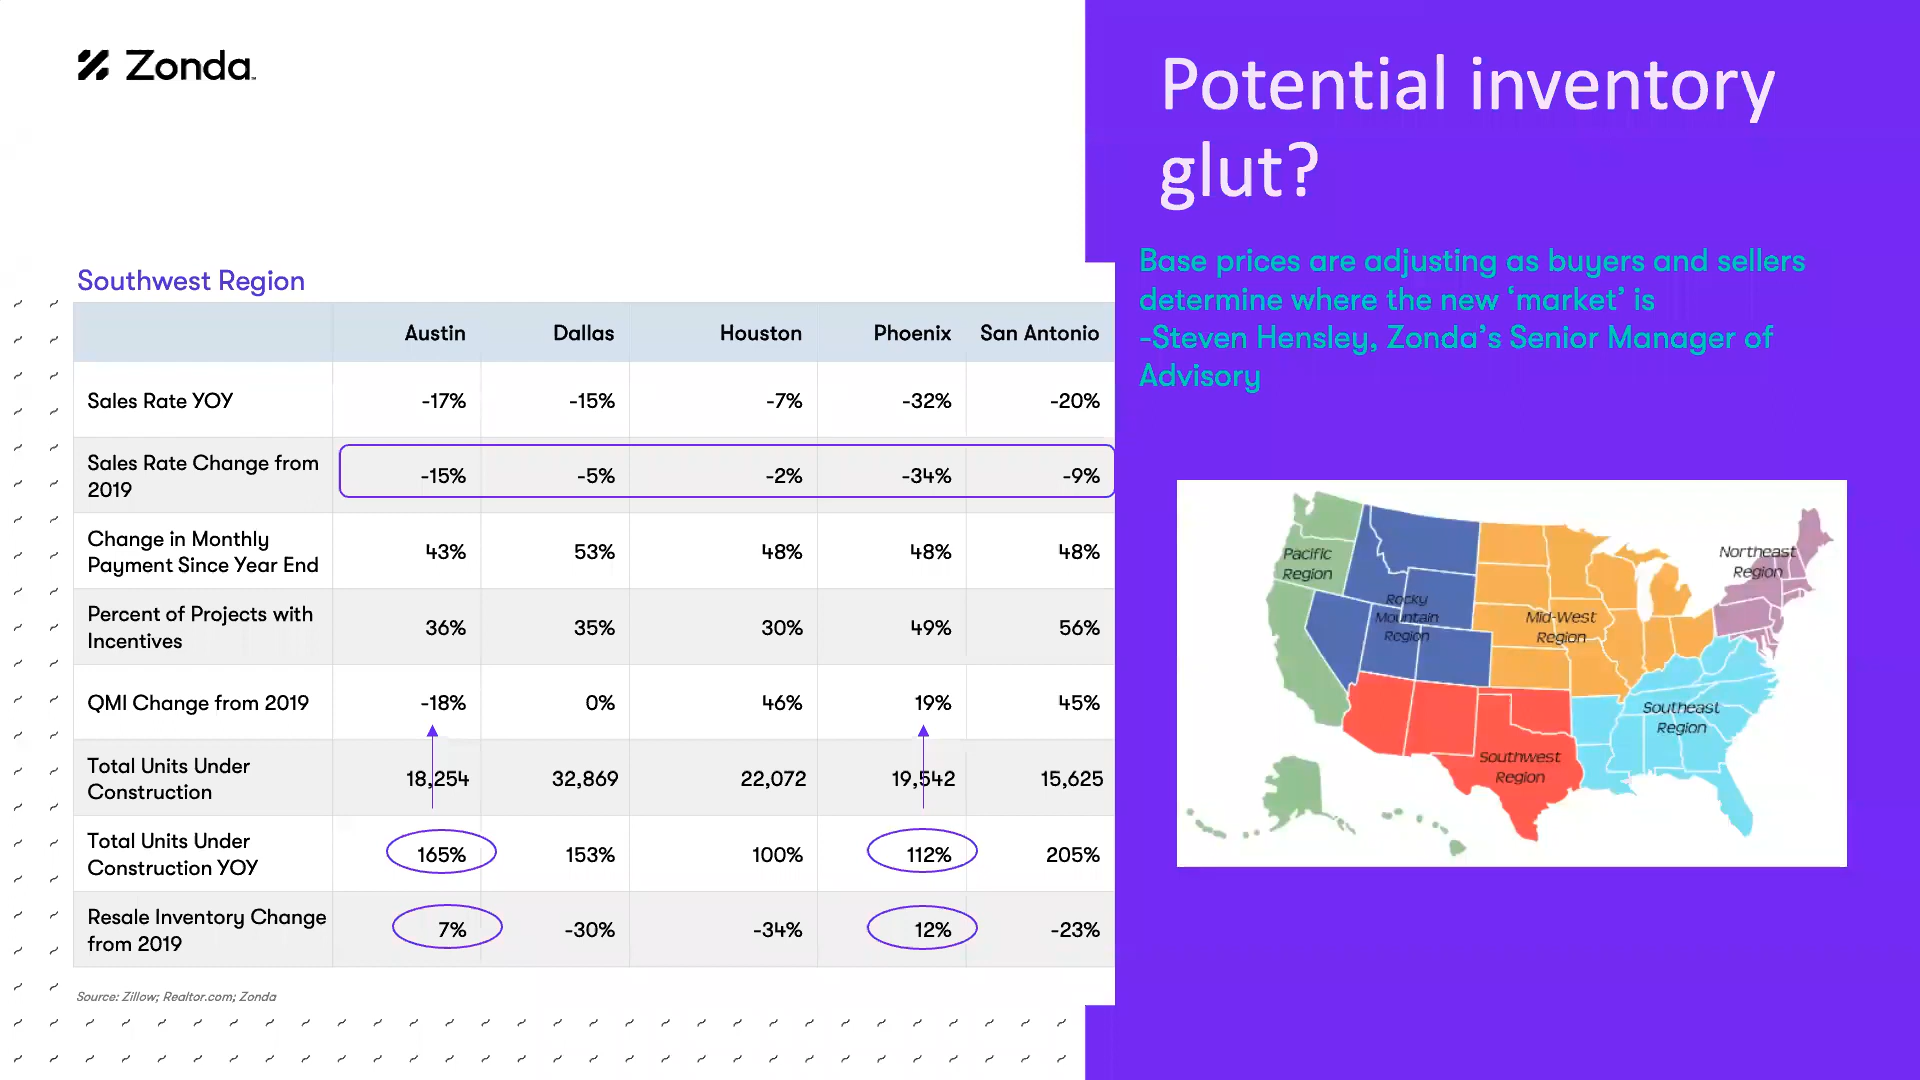 Zonda
Potential inventory
glut?
Base prices are adjusting as buyers and sellers
determine where the new ‘market’ is
-Steven Hensley, Zonda’s Senior Manager of
Advisory
Southwest Region
Austin Dallas Houston Phoenix San Antonio
Sales Rate YOY -17% -15% -7% -32% -20%
Sales Rate Change from
2019 -15% -5% -2% -34% -9%
Change in Monthly
Payment Since Year End 43% 53% 48% 48% 48%
Percent of Projects with
Incentives 36% 35% 30% 49% 56%
QMI Change from 2019 -18% 0% 46% 19% 45%
Total Units Under
Construction 18,254 32,869 22,072 19,542 15,625
Total Units Under
Construction YOY 165% 153% 100% 112% 205%
Resale Inventory Change
from 2019 7% -30% -34% 12% -23%
Source: Zillow; Realtor.com; Zonda
Pacific
Region
Rocky
Mountain
Region
Mid-West
Region
Northeast
Region
Southeast
Region
Southwest
Region